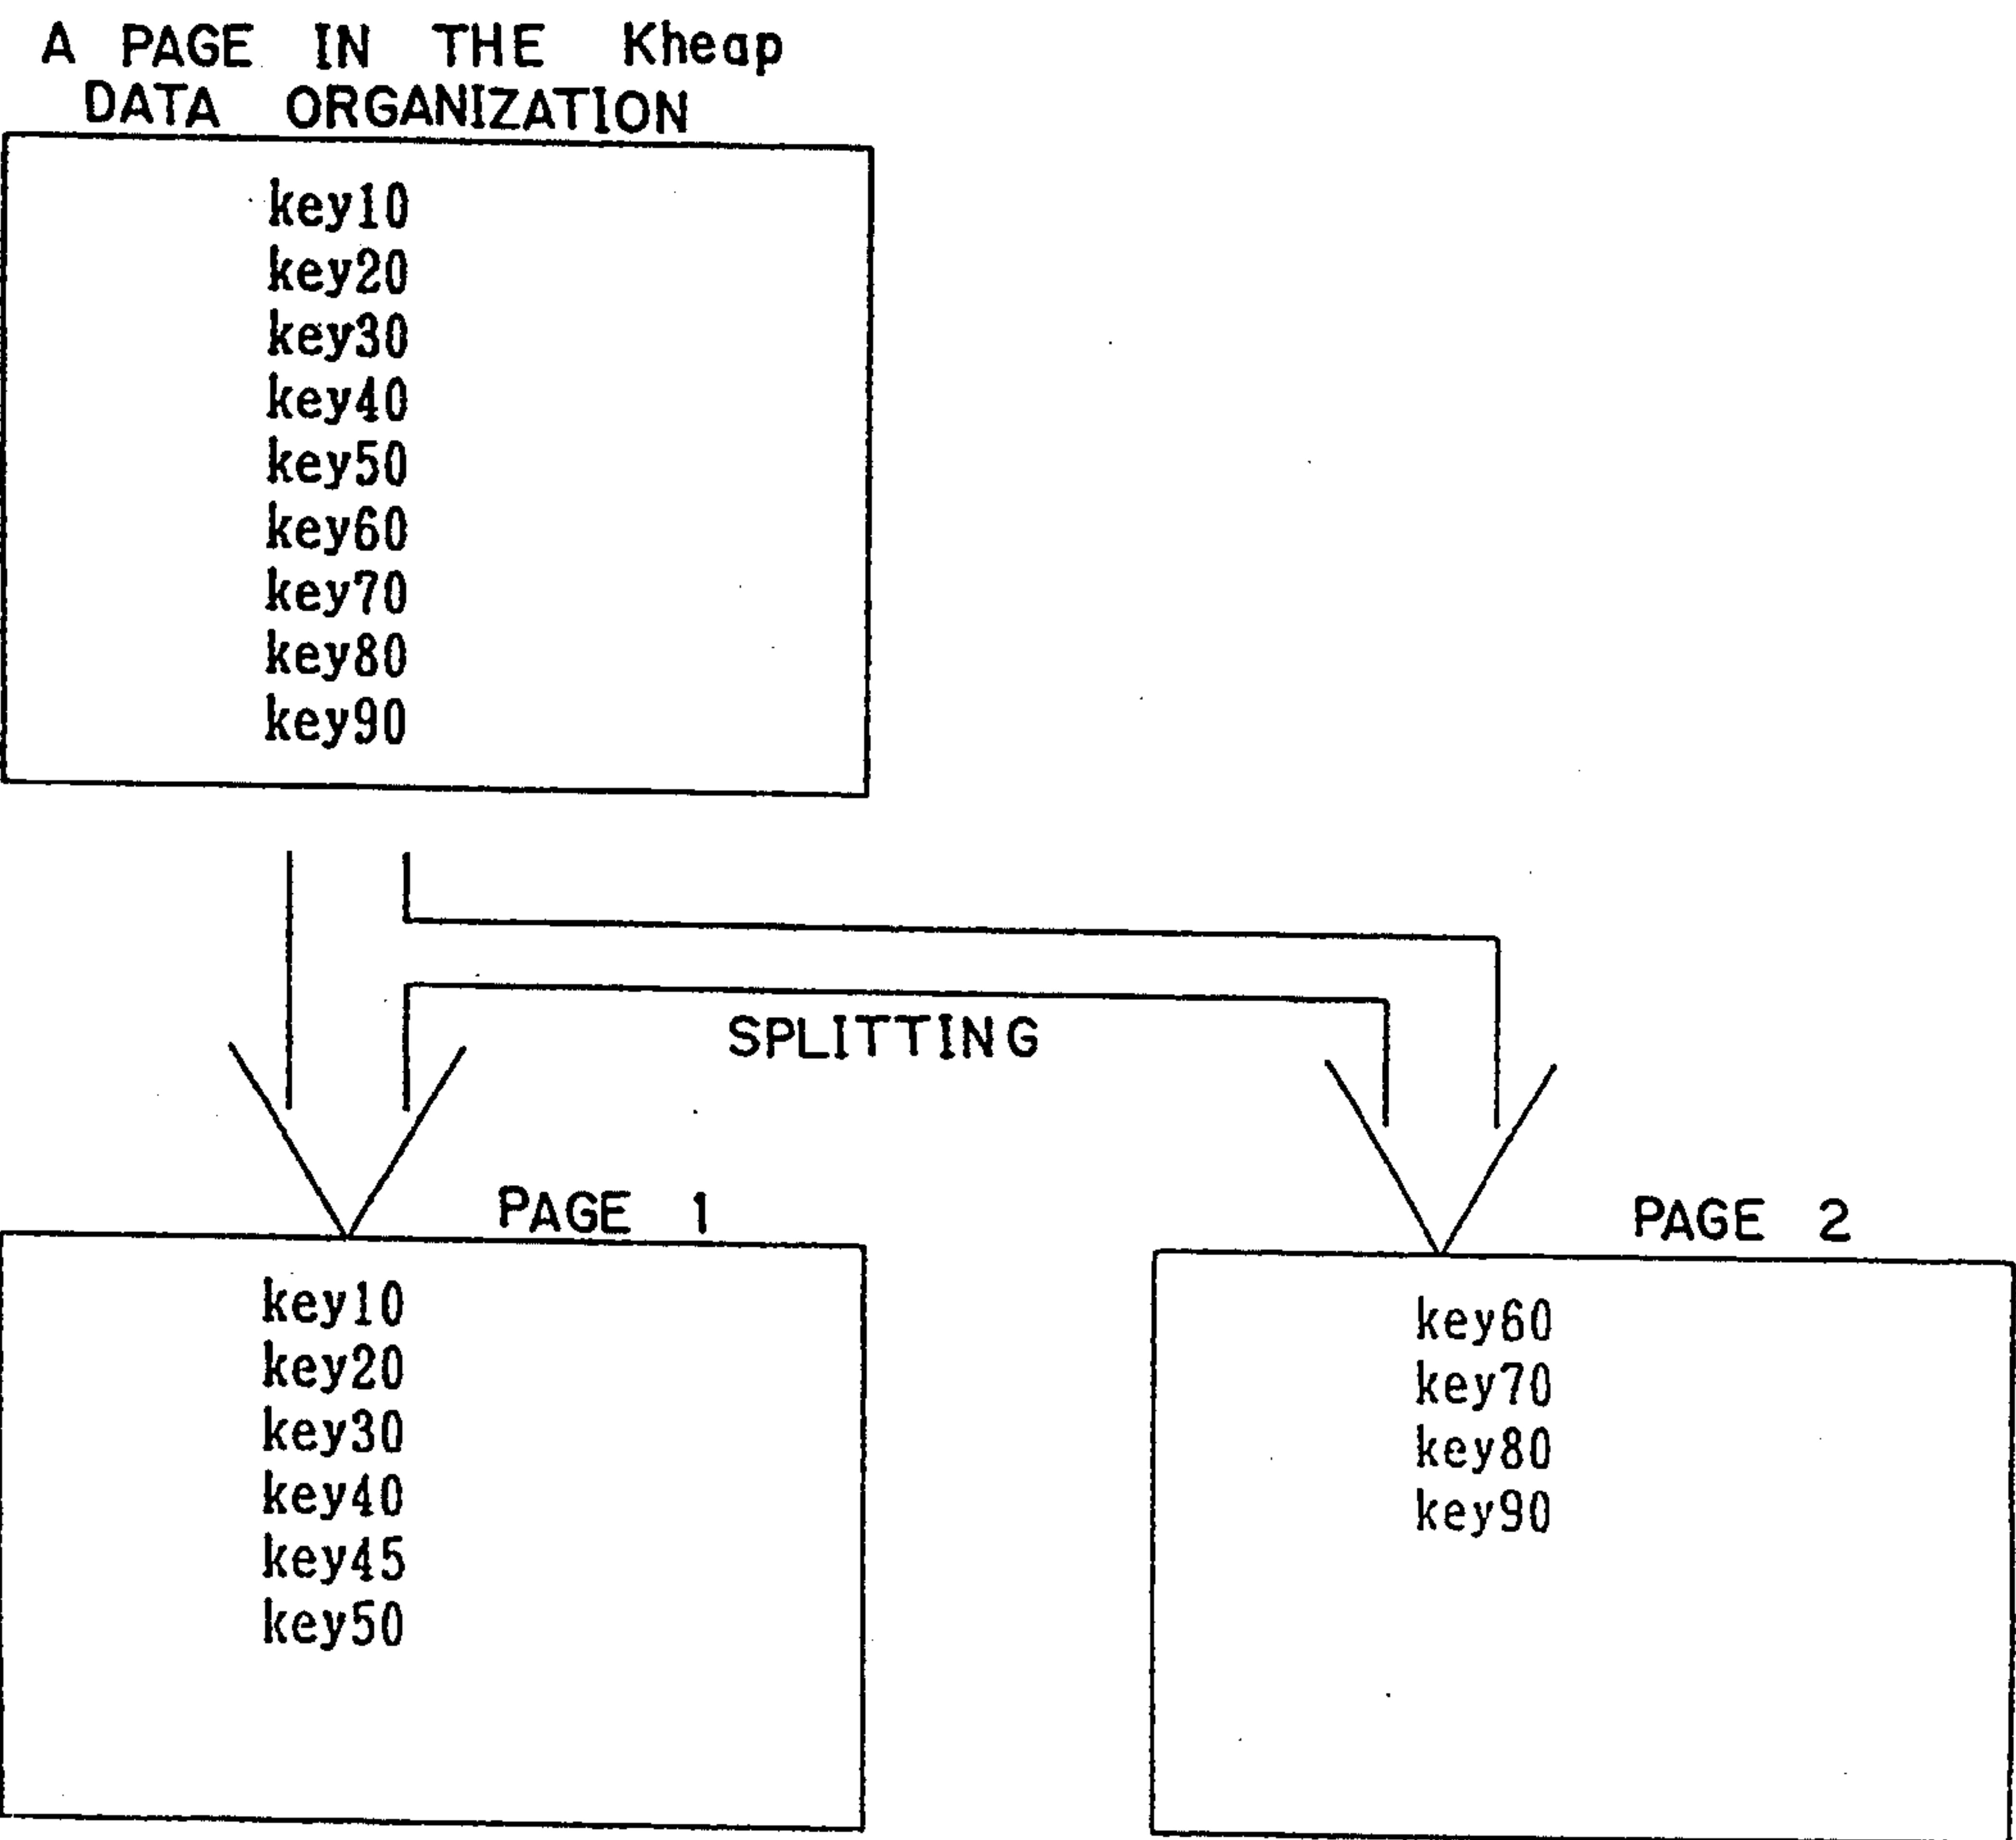 A PAGE IN THE Kheap
DATA ORGANIZATION
key10
key20
key30
key40
key50
key60
key70
key80
key90
SPLITTING
PAGE 1
key10
key20
key30
key40
key45
key50
PAGE 2
key60
key70
key80
key90